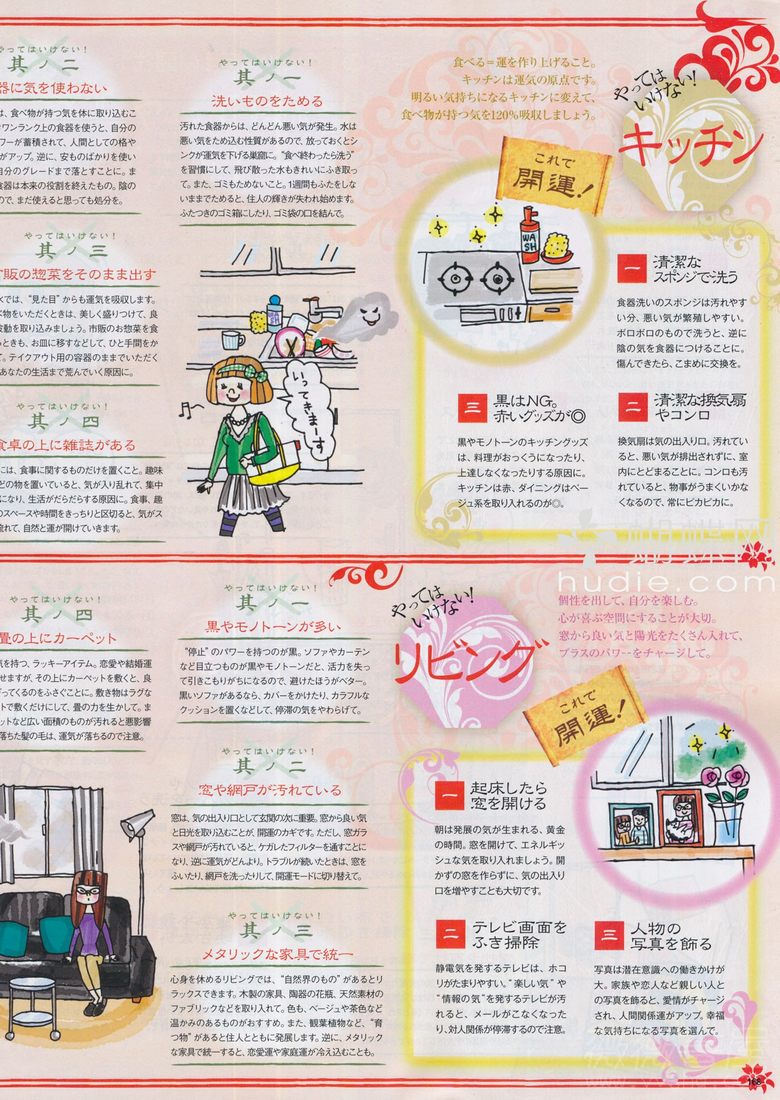 食べる＝運を作り上げること。
キッチンは運気の原点です。
明るい気持ちになるキッチンに変えて、
食べ物が持つ気を120％吸収しましょう。
やっては
いけない！
キッチン
これで
開運！
WA
SH
一
清潔な
スポンジで洗う
食器洗いのスポンジは汚れやす
い分、悪い気が繁殖しやすい。
ボロボロのもので洗うと、逆に
陰の気を食器につけることに。
傷んできたら、こまめに交換を。
二
清潔な換気扇
やコンロ
換気扇は気の出入り口。汚れてい
ると、悪い気が排出されずに、室
内にとどまることに。コンロも汚
れていると、物事がうまくいかな
くなるので、常にピカピカに。
三
黒はNG。
赤いグッズが◎
黒やモノトーンのキッチングッズ
は、料理がおっくうになったり、
上達しなくなったりする原因に。
キッチンは赤、ダイニングはベー
ジュ系を取り入れるのが◎。
やってはいけない！
其ノ一
洗いものをためる
汚れた食器からは、どんどん悪い気が発生。水は
悪い気をため込む性質があるので、放っておくとシ
ンクが運気を下げる巣窟に。“食べ終わったら洗う”
を習慣にして、飛び散った水もきれいにふき取っ
て。また、ゴミもためないこと。1週間もふたをしな
いままでためると、住人の輝きが失われ始めます。
ふたつきのゴミ箱にしたり、ゴミ袋の口を結んで。
いってきまーす
やってはいけない！
其ノ二
器に気を使わない
は、食べ物が持つ気を体に取り込むこ
ワンランク上の食器を使うと、自分の
ワーが蓄積されて、人間としての格や
がアップ。逆に、安ものばかりを使い
自分のグレードまで落とすことに。ま
食器は本来の役割を終えたもの。陰の
ので、まだ使えると思っても処分を。
やってはいけない！
其ノ三
販の惣菜をそのまま出す
水では、“見た目”からも運気を吸収します。
べ物をいただくときは、美しく盛りつけて、良
波動を取り込みましょう。市販のお惣菜を食
るときも、お皿に移すなどして、ひと手間をか
て。テイクアウト用の容器のままでいただく
あなたの生活まで荒んでいく原因に。
やってはいけない！
其ノ四
食卓の上に雑誌がある
には、食事に関するものだけを置くこと。趣味
どの物を置いていると、気が入り乱れて、集中
になり、生活がだらだらする原因に。食事、趣
のスペースや時間をきっちりと区切ると、気がス
流れて、自然と運が開けていきます。
蝴蝶网
hudie.com
やっては
いけない！
リビング
個性を出して、自分を楽しむ。
心が喜ぶ空間にすることが大切。
窓から良い気と陽光をたくさん入れて、
プラスのパワーをチャージして。
これで
開運！
一
起床したら
窓を開ける
朝は発展の気が生まれる、黄金
の時間。窓を開けて、エネルギ
ッシュな気を取り入れましょう。開
かずの窓を作らずに、気の出入り
口を増やすことも大切です。
二
テレビ画面を
ふき掃除
静電気を発するテレビは、ホコ
リがたまりやすい。“楽しい気”や
“情報の気”を発するテレビが汚
れると、メールがこなくなった
り、対人関係が停滞するので注意。
三
人物の
写真を飾る
写真は潜在意識への働きかけが
大。家族や恋人など親しい人と
の写真を飾ると、愛情がチャージ
され、人間関係運がアップ。幸福
な気持ちになる写真を選んで。
やってはいけない！
其ノ一
黒やモノトーンが多い
“停止”のパワーを持つのが黒。ソファやカーテン
など目立つものが黒やモノトーンだと、活力を失っ
て引きこもりがちになるので、避けたほうがベター。
黒いソファがあるなら、カバーをかけたり、カラフルな
クッションを置くなどして、停滞の気をやわらげて。
やってはいけない！
其ノ二
窓や網戸が汚れている
窓は、気の出入り口として玄関の次に重要。窓から良い気
と日光を取り込むことが、開運のカギです。ただし、窓ガラ
スや網戸が汚れていると、ケガレたフィルターを通すことに
なり、逆に運気がどんより。トラブルが続いたときは、窓を
ふいたり、網戸を洗ったりして、開運モードに切り替えて。
やってはいけない！
其ノ三
メタリックな家具で統一
心身を休めるリビングでは、“自然界のもの”があるとリ
ラックスできます。木製の家具、陶器の花瓶、天然素材の
ファブリックなどを取り入れて。色も、ベージュや茶色など
温かみのあるものがおすすめ。また、観葉植物など、“育
つ物”があると住人とともに発展します。逆に、メタリック
な家具で統一すると、恋愛運や家庭運が冷え込むことも。
やってはいけない！
其ノ四
畳の上にカーペット
気を持つ、ラッキーアイテム。恋愛や結婚運
せますが、その上にカーペットを敷くと、良
がってくるのをふさぐことに。敷き物はラグな
トで敷くだけにして、畳の力を生かして。ま
ットなど広い面積のものが汚れると悪影響
落ちた髪の毛は、運気が落ちるので注意。
168